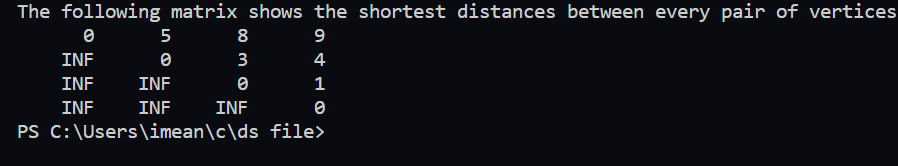 The following matrix shows the shortest distances between every pair of vertices
0 5 8 9
INF 0 3 4
INF INF 0 1
INF INF INF 0
PS C:\Users\imean\c\ds file>